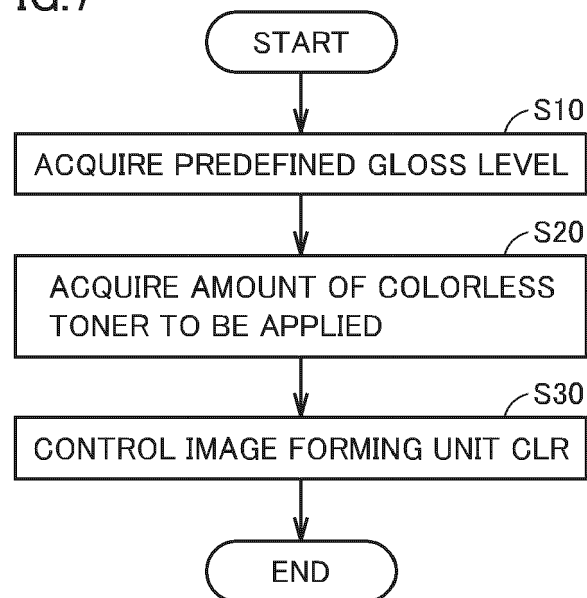 IG.7
START
S10
ACQUIRE PREDEFINED GLOSS LEVEL
S20
ACQUIRE AMOUNT OF COLORLESS
TONER TO BE APPLIED
S30
CONTROL IMAGE FORMING UNIT CLR
END